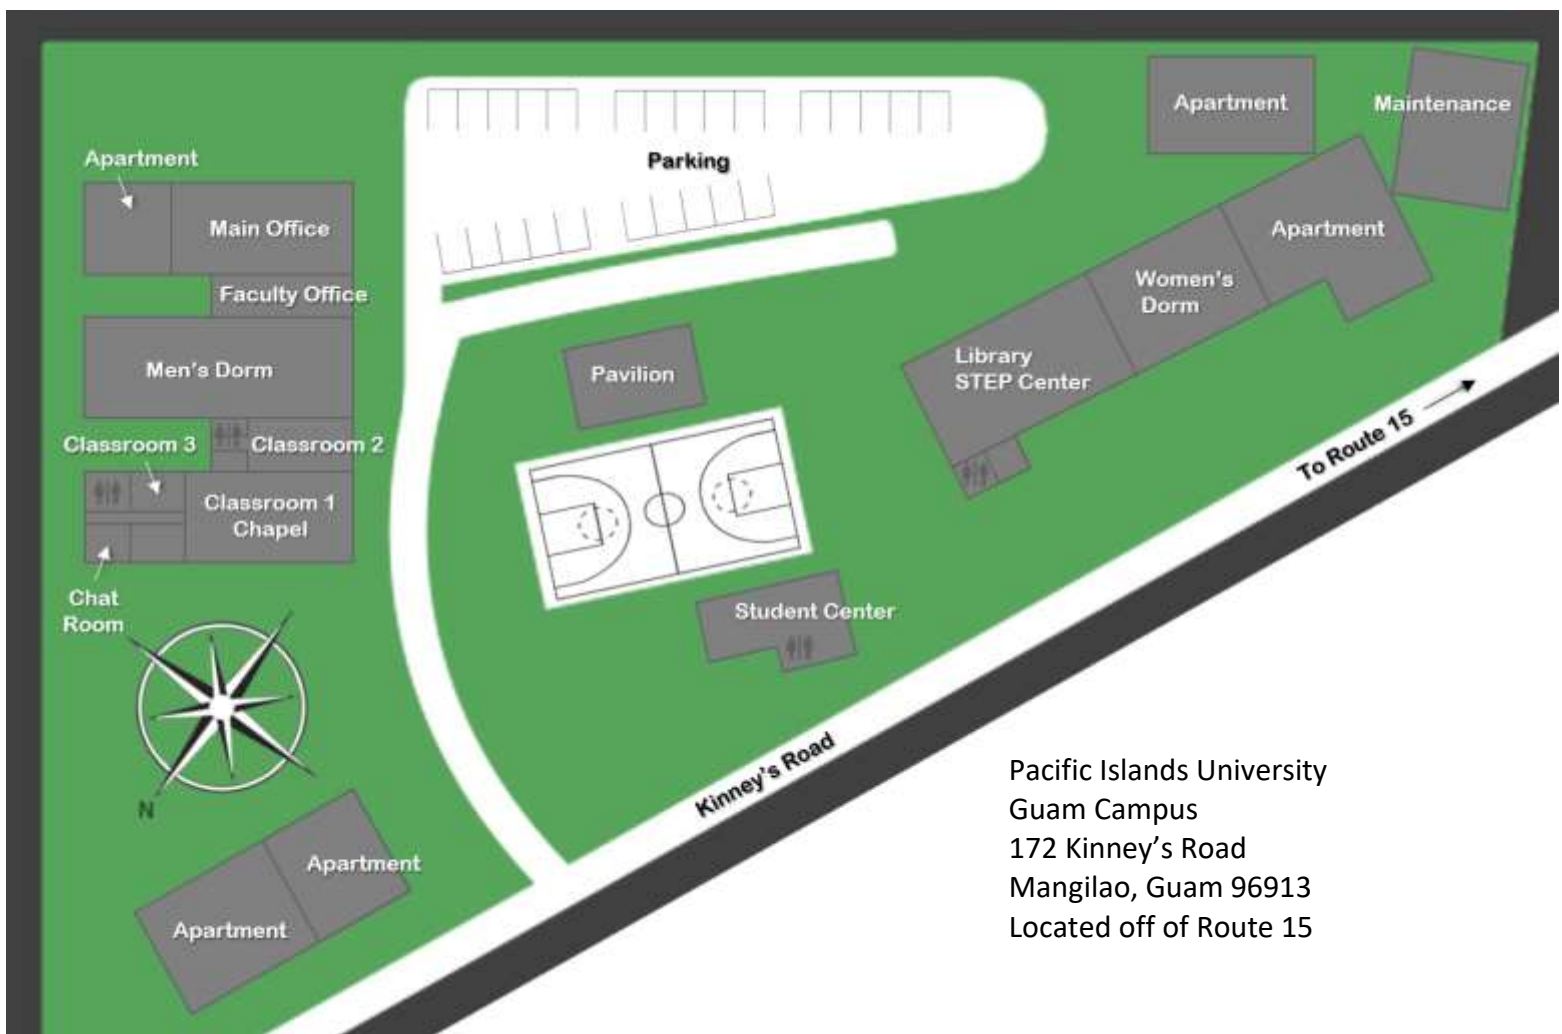 Apartment
Maintenance
Apartment
Parking
Main Office
Apartment
Faculty Office
Women's
Dorm
Men's Dorm
Pavilion
Library
STEP Center
Classroom 3
Classroom 2
To Route 15
Classroom 1
Chapel
Chat
Room
Student Center
N
Kinney's Road
Apartment
Apartment
Pacific Islands University
Guam Campus
172 Kinney’s Road
Mangilao, Guam 96913
Located off of Route 15